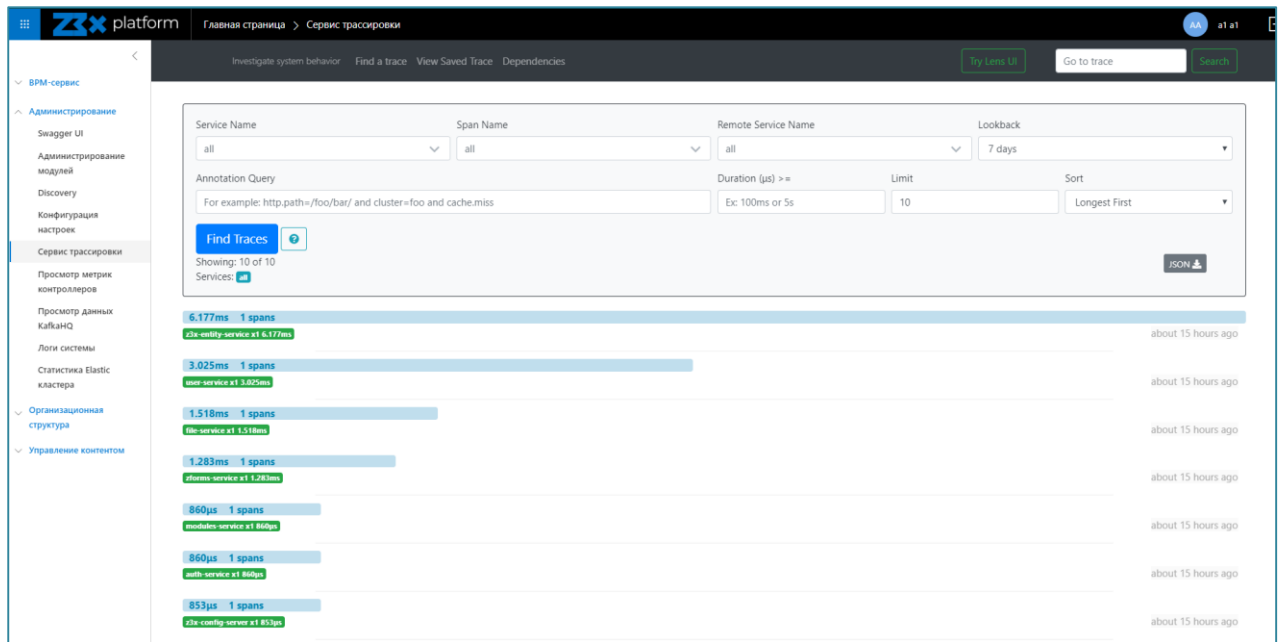 Z3X platform
Главная страница > Сервис трассировки
AA
a1 a1
Investigate system behavior Find a trace View Saved Trace Dependencies
Try Lens UI
Go to trace
Search
BPM-сервис
Администрирование
Swagger UI
Администрирование
модулей
Discovery
Конфигурация
настроек
Сервис трассировки
Просмотр метрик
контроллеров
Просмотр данных
KafkaHQ
Логи системы
Статистика Elastic
кластера
Организационная
структура
Управление контентом
Service Name Span Name Remote Service Name Lookback
all all all 7 days
Annotation Query Duration (μs) >= Limit Sort
For example: http.path=/foo/bar/ and cluster=foo and cache.miss Ex: 100ms or 5s 10 Longest First
Find Traces ?
Showing: 10 of 10
Services: all
JSON
6.177ms 1 spans
z3x-entity-service x1 6.177ms about 15 hours ago
3.025ms 1 spans
user-service x1 3.025ms about 15 hours ago
1.518ms 1 spans
file-service x1 1.518ms about 15 hours ago
1.283ms 1 spans
zforms-service x1 1.283ms about 15 hours ago
860μs 1 spans
modules-service x1 860μs about 15 hours ago
860μs 1 spans
auth-service x1 860μs about 15 hours ago
853μs 1 spans
z3x-config-server x1 853μs about 15 hours ago